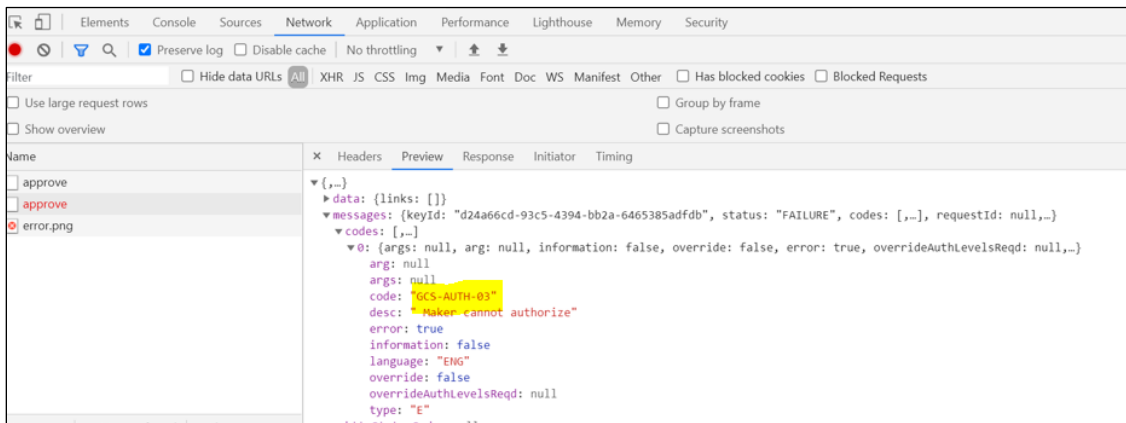 Elements Console Sources Network Application Performance Lighthouse Memory Security
Preserve log Disable cache No throttling
Filter Hide data URLs All XHR JS CSS Img Media Font Doc WS Manifest Other Has blocked cookies Blocked Requests
Use large request rows Group by frame
Show overview Capture screenshots
Name × Headers Preview Response Initiator Timing
approve
approve
error.png
▼{,…}
▶data: {links: []}
▼messages: {keyId: "d24a66cd-93c5-4394-bb2a-6465385adfdb", status: "FAILURE", codes: [,…], requestId: null,…}
▼codes: [,…]
▼0: {args: null, arg: null, information: false, override: false, error: true, overrideAuthLevelsReqd: null,…}
arg: null
args: null
code: "GCS-AUTH-03"
desc: " Maker cannot authorize"
error: true
information: false
language: "ENG"
override: false
overrideAuthLevelsReqd: null
type: "E"